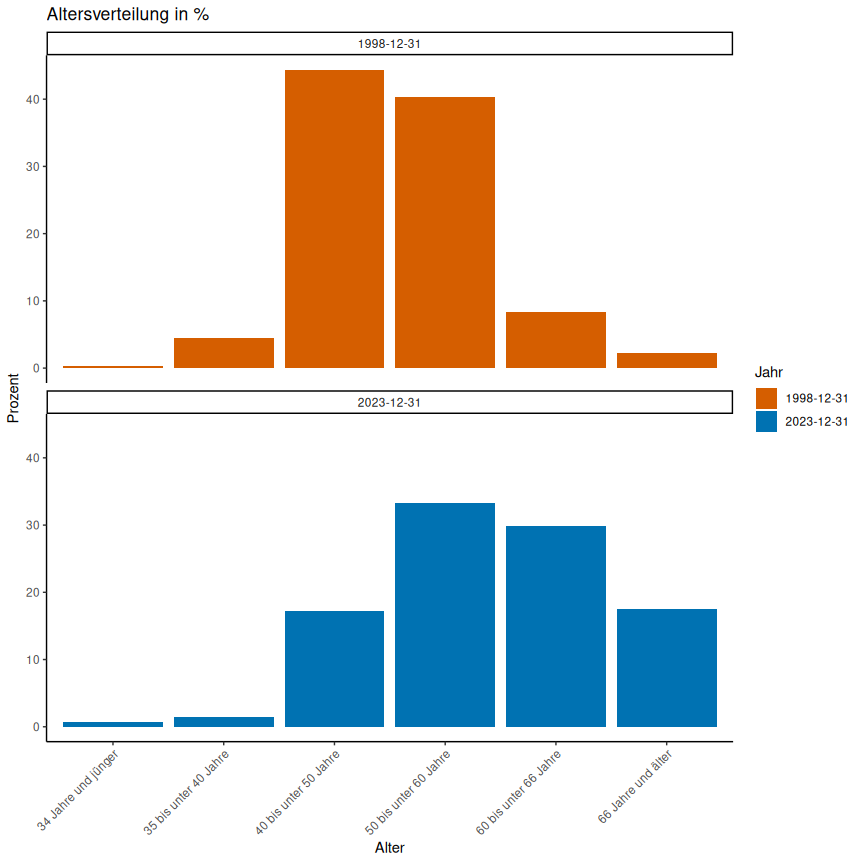 Altersverteilung in %
1998-12-31
40
30
20
10
0
2023-12-31
40
30
20
10
0
34 Jahre und jünger
35 bis unter 40 Jahre
40 bis unter 50 Jahre
50 bis unter 60 Jahre
60 bis unter 66 Jahre
66 Jahre und älter
Alter
Prozent
Jahr
1998-12-31
2023-12-31